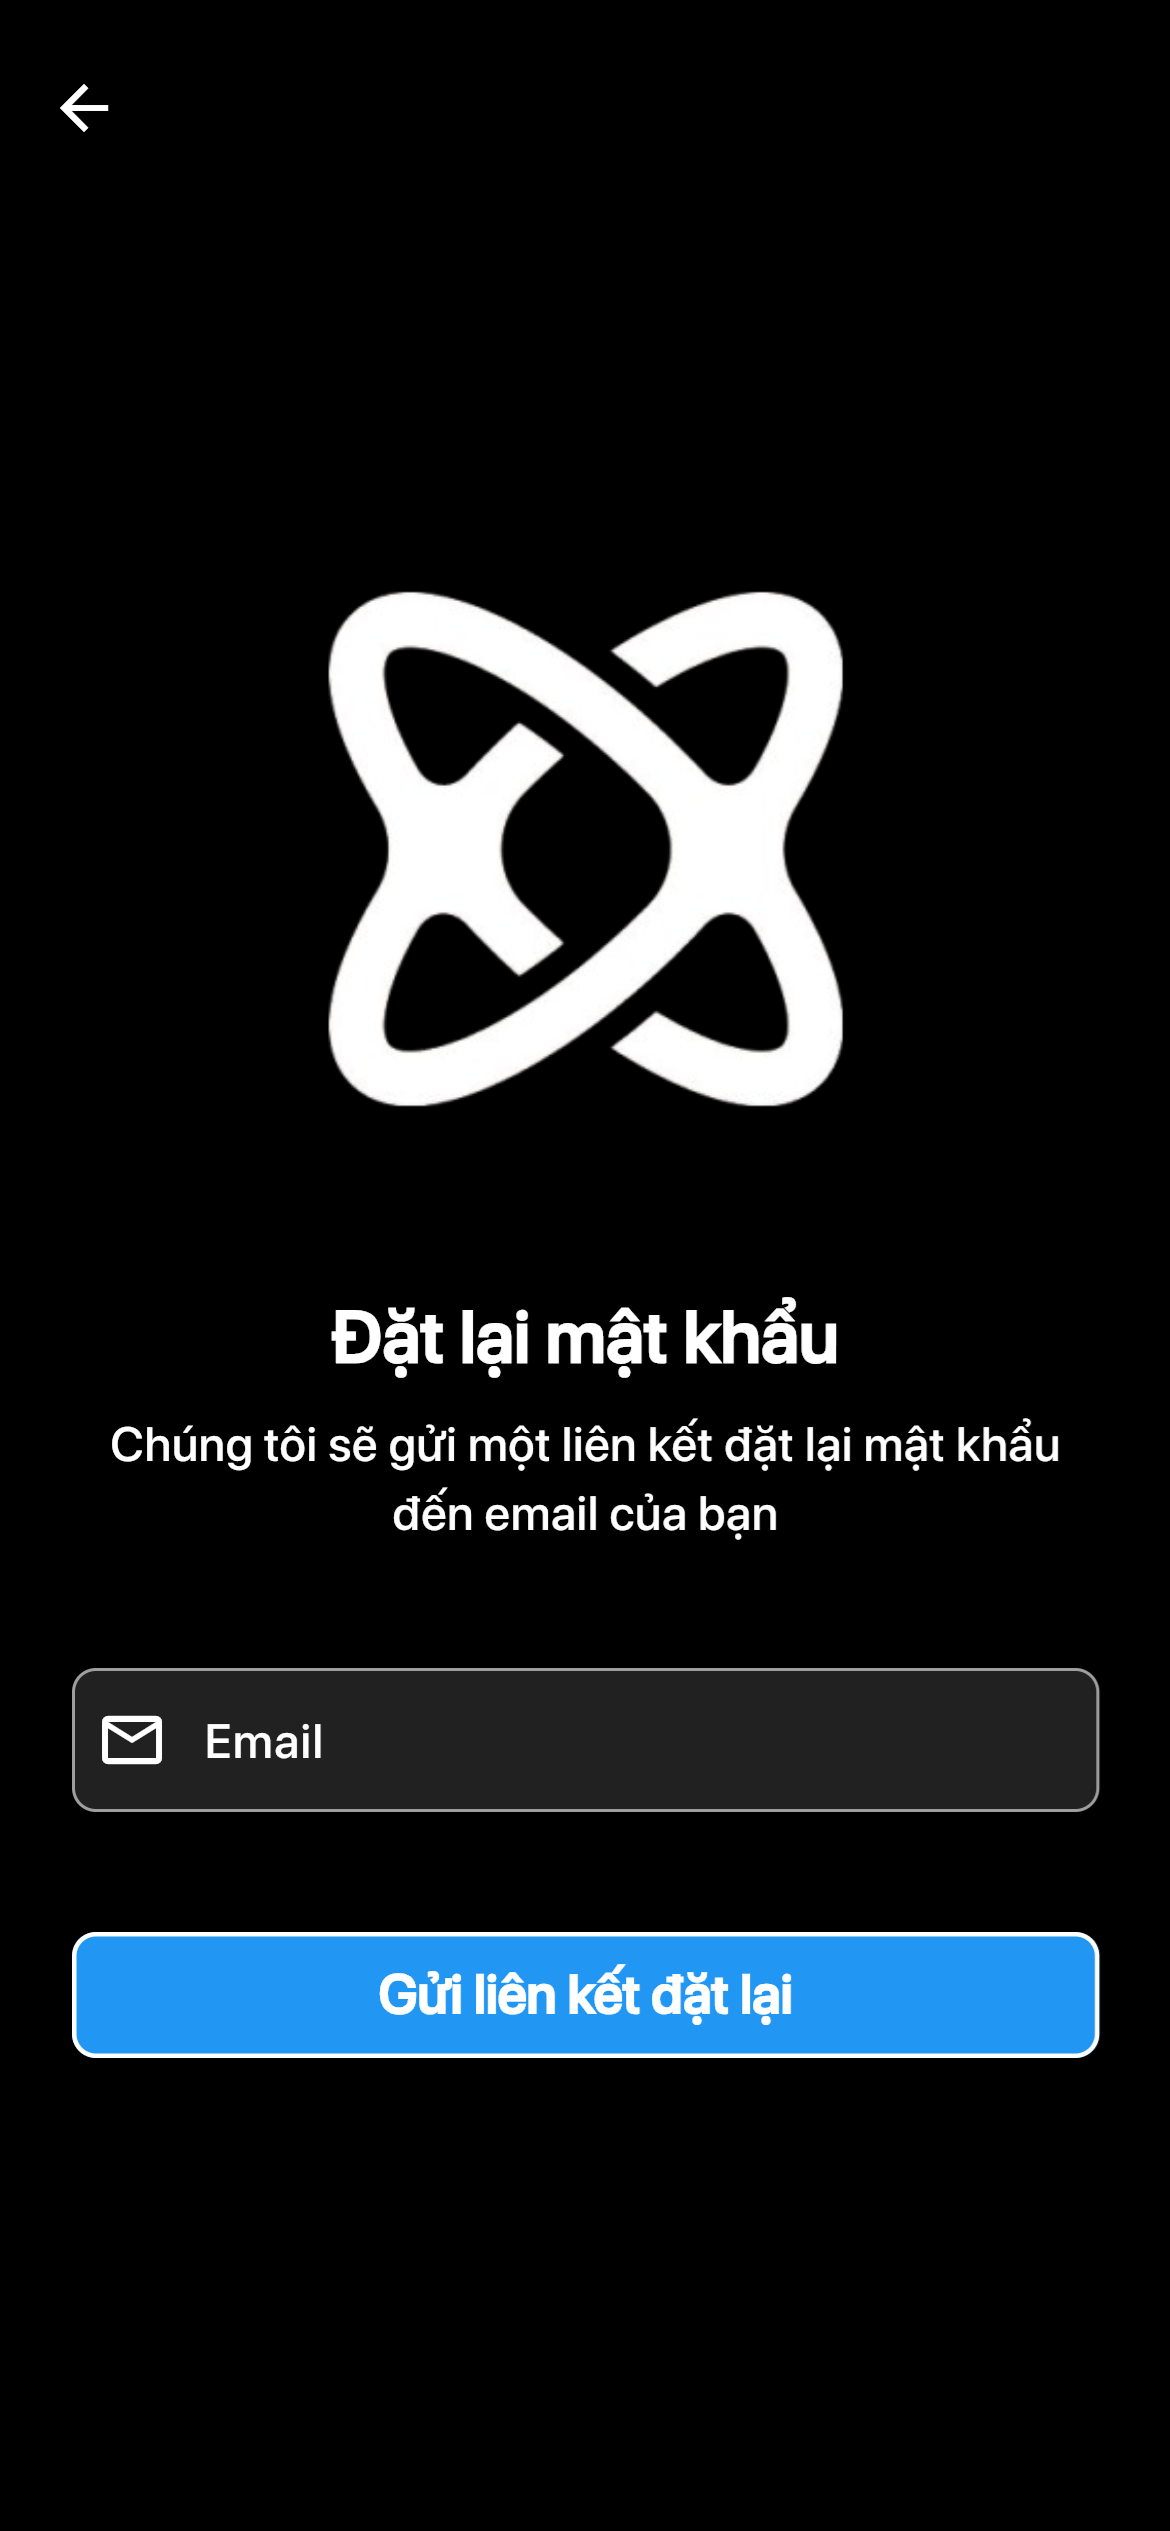 Đặt lại mật khẩu
Chúng tôi sẽ gửi một liên kết đặt lại mật khẩu
đến email của bạn
Email
Gửi liên kết đặt lại